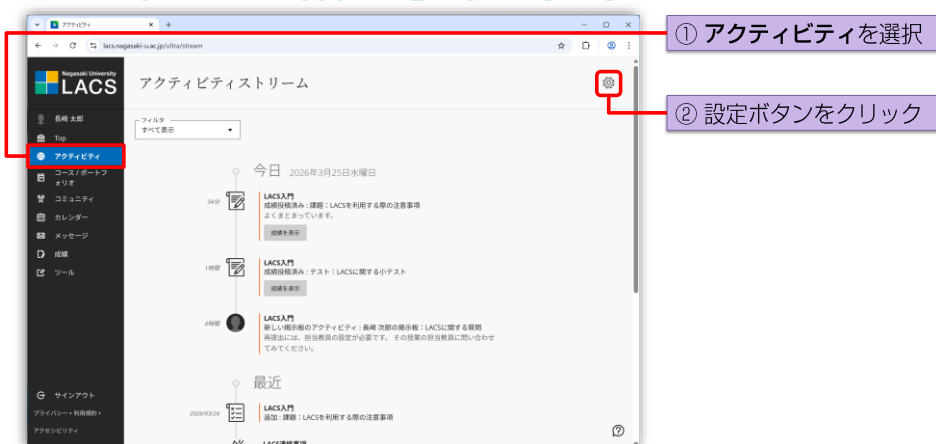 アクティビティ
lacs.nagasaki-u.ac.jp/ultra/stream
① アクティビティを選択
② 設定ボタンをクリック
Nagasaki University
LACS
アクティビティストリーム
長崎 太郎
Top
アクティビティ
コース / ポートフ
ォリオ
コミュニティ
カレンダー
メッセージ
成績
ツール
サインアウト
プライバシー • 利用規約 •
アクセシビリティ
フィルタ
すべて表示
今日 2026年3月25日水曜日
34分
LACS入門
成績投稿済み : 課題：LACSを利用する際の注意事項
よくまとまっています。
成績を表示
1時間
LACS入門
成績投稿済み : テスト：LACSに関する小テスト
成績を表示
4時間
LACS入門
新しい掲示板のアクティビティ : 長崎 次郎の掲示板：LACSに関する質問
再提出には、担当教員の設定が必要です。 その授業の担当教員に問い合わせ
てみてください。
最近
2026/03/24
LACS入門
追加 : 課題：LACSを利用する際の注意事項
LACS連絡事項